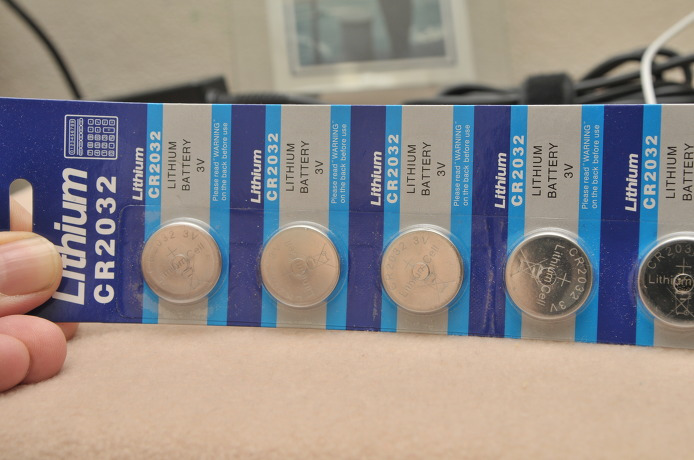 Lithium
CR2032
Lithium
CR2032
LITHIUM
BATTERY
3V
Please read "WARNING"
on the back before use
Lithium
CR2032
LITHIUM
BATTERY
3V
Please read "WARNING"
on the back before use
Lithium
CR2032
LITHIUM
BATTERY
3V
Please read "WARNING"
on the back before use
Lithium
CR2032
LITHIUM
BATTERY
3V
Please read "WARNING"
on the back before use
Lithium
CR2032
LITHIUM
BATTERY
CR2032 3V
Lithium Cell
Lithium